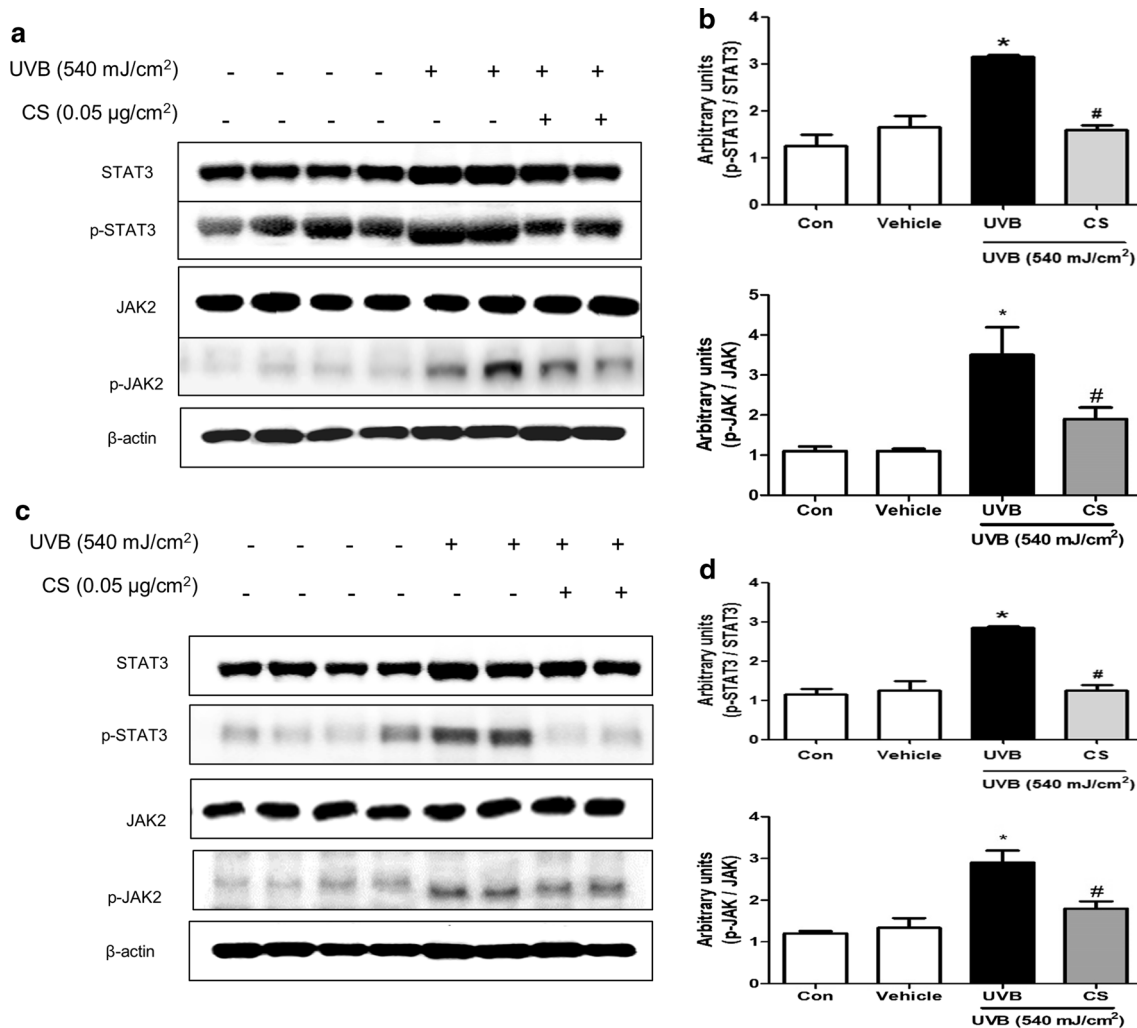 a
UVB (540 mJ/cm²) - - - - + + + +
CS (0.05 µg/cm²) - - - - - - + +
STAT3
p-STAT3
JAK2
p-JAK2
β-actin
b
Arbitrary units
(p-STAT3 / STAT3)
4
3
2
1
0
* #
Con Vehicle UVB CS
UVB (540 mJ/cm²)
Arbitrary units
(p-JAK / JAK)
5
4
3
2
1
0
* #
Con Vehicle UVB CS
UVB (540 mJ/cm²)
c
UVB (540 mJ/cm²) - - - - + + + +
CS (0.05 µg/cm²) - - - - - - + +
STAT3
p-STAT3
JAK2
p-JAK2
β-actin
d
Arbitrary units
(p-STAT3 / STAT3)
4
3
2
1
0
* #
Con Vehicle UVB CS
UVB (540 mJ/cm²)
Arbitrary units
(p-JAK / JAK)
4
3
2
1
0
* #
Con Vehicle UVB CS
UVB (540 mJ/cm²)